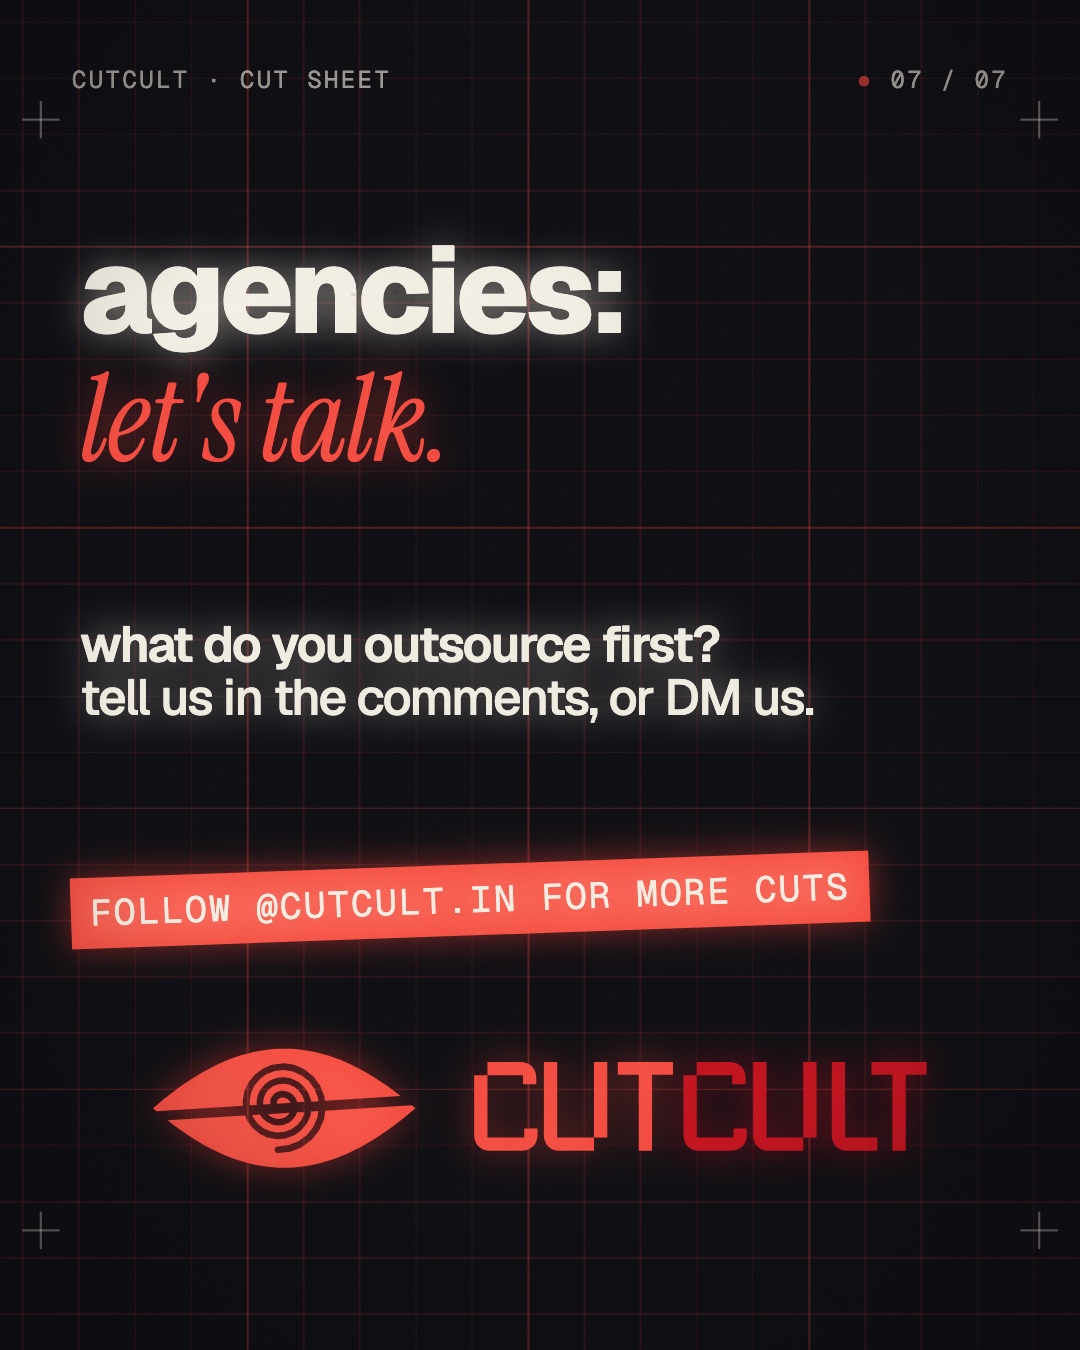 CUTCULT · CUT SHEET
07 / 07
agencies:
let's talk.
what do you outsource first?
tell us in the comments, or DM us.
FOLLOW @CUTCULT.IN FOR MORE CUTS
CUTCULT